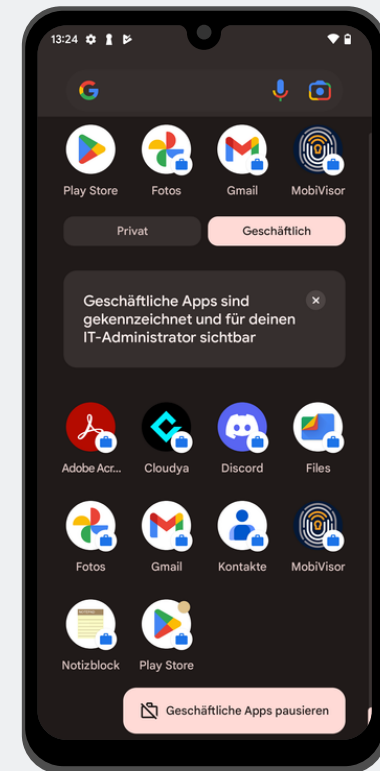 13:24
Play Store Fotos Gmail MobiVisor
Privat Geschäftlich
Geschäftliche Apps sind
gekennzeichnet und für deinen
IT-Administrator sichtbar
Adobe Acr... Cloudya Discord Files
Fotos Gmail Kontakte MobiVisor
Notizblock Play Store
Geschäftliche Apps pausieren